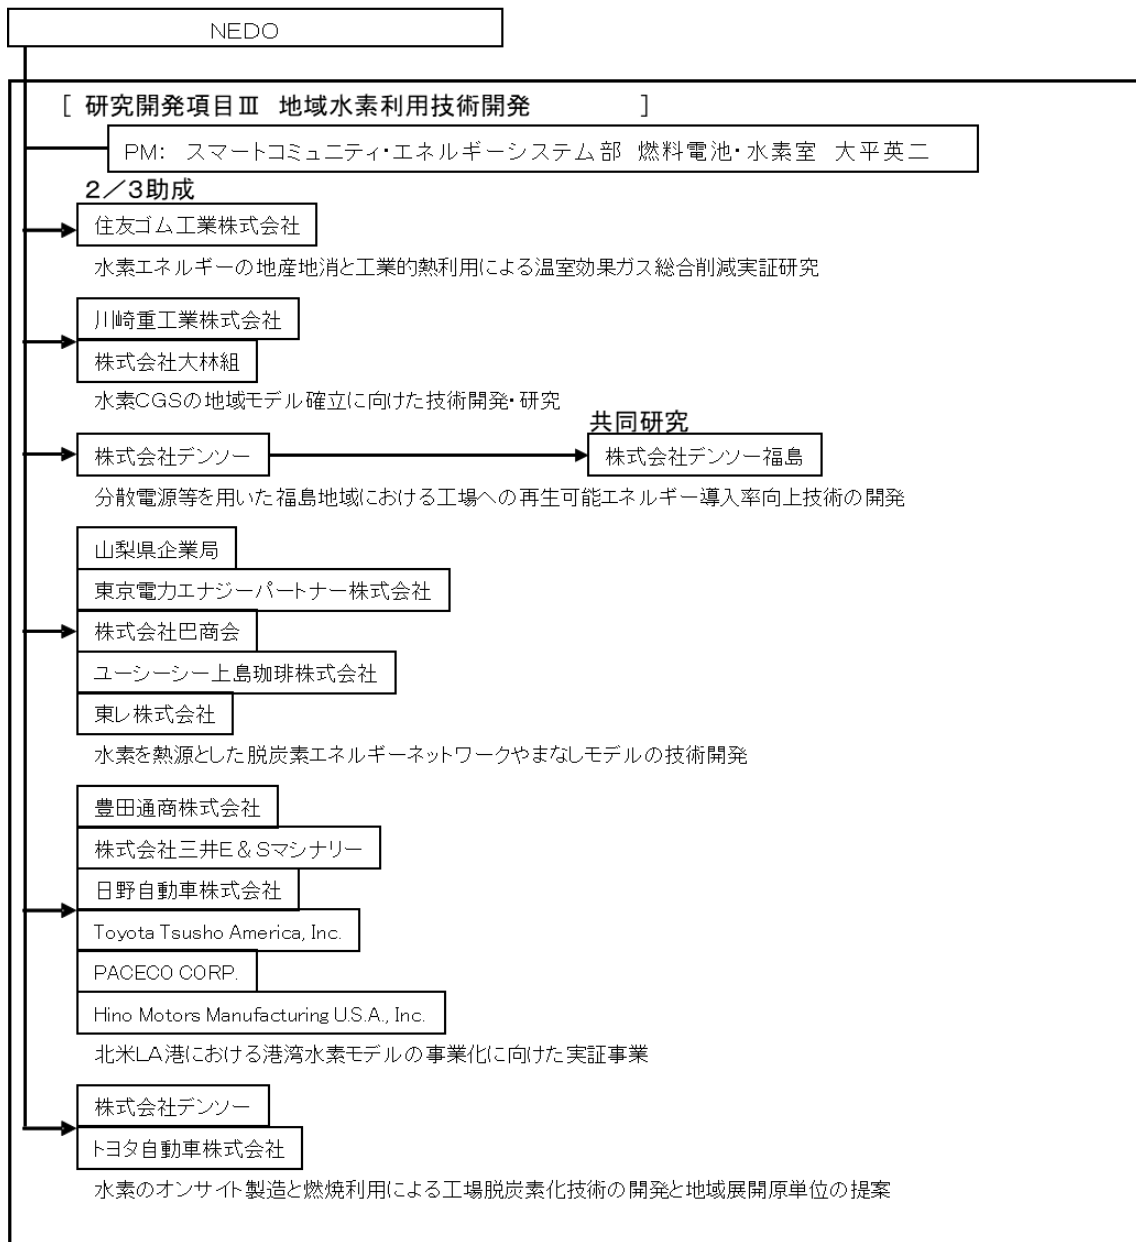 NEDO
[ 研究開発項目Ⅲ 地域水素利用技術開発 ]
PM: スマートコミュニティ・エネルギーシステム部 燃料電池・水素室 大平英二
2／3助成
住友ゴム工業株式会社
水素エネルギーの地産地消と工業的熱利用による温室効果ガス総合削減実証研究
川崎重工業株式会社
株式会社大林組
水素CGSの地域モデル確立に向けた技術開発・研究
共同研究
株式会社デンソー 株式会社デンソー福島
分散電源等を用いた福島地域における工場への再生可能エネルギー導入率向上技術の開発
山梨県企業局
東京電力エナジーパートナー株式会社
株式会社巴商会
ユーシーシー上島珈琲株式会社
東レ株式会社
水素を熱源とした脱炭素エネルギーネットワークやまなしモデルの技術開発
豊田通商株式会社
株式会社三井E＆Sマシナリー
日野自動車株式会社
Toyota Tsusho America, Inc.
PACECO CORP.
Hino Motors Manufacturing U.S.A., Inc.
北米LA港における港湾水素モデルの事業化に向けた実証事業
株式会社デンソー
トヨタ自動車株式会社
水素のオンサイト製造と燃焼利用による工場脱炭素化技術の開発と地域展開原単位の提案